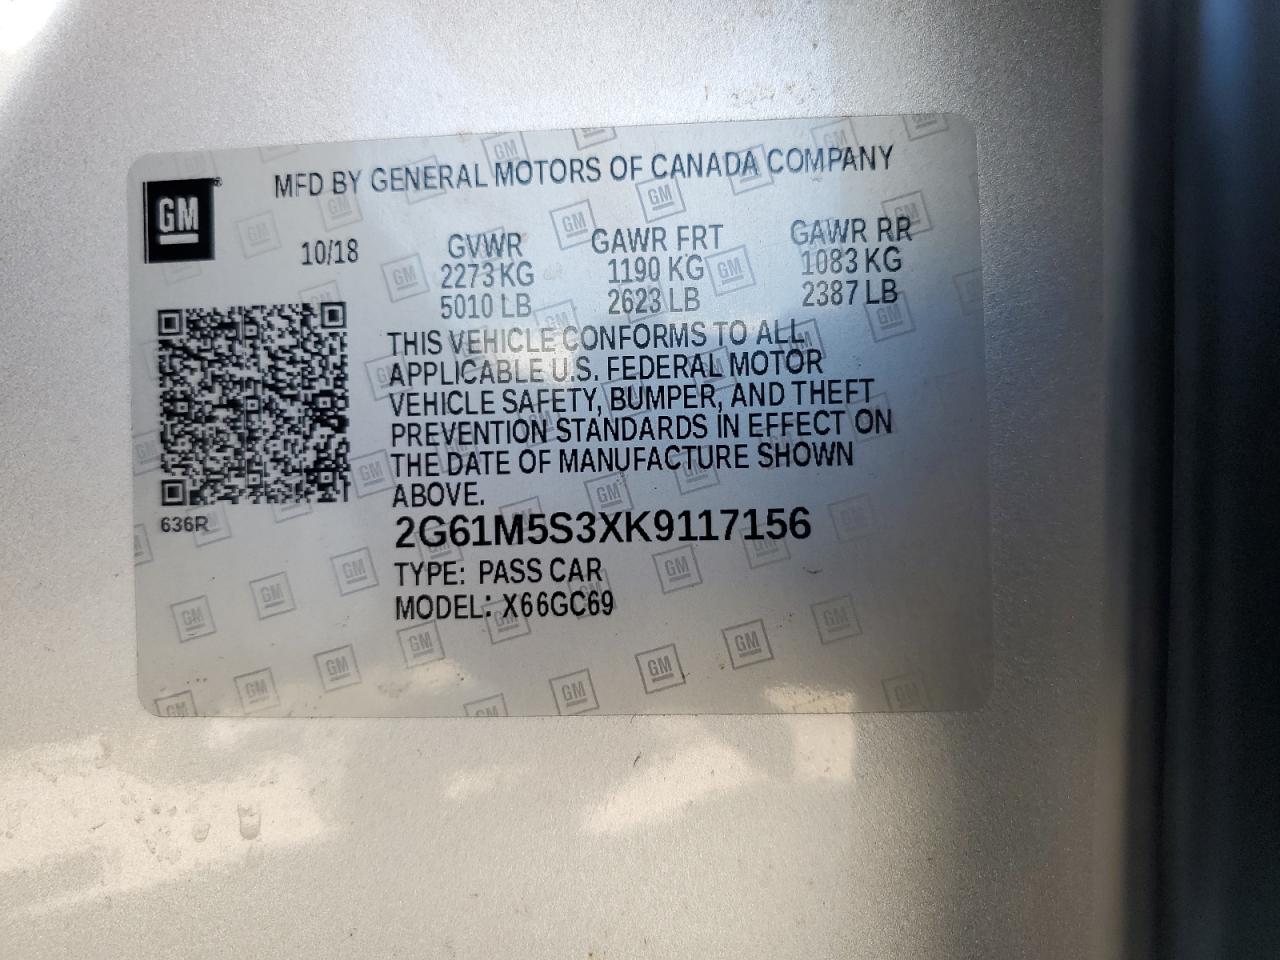 GM
MFD BY GENERAL MOTORS OF CANADA COMPANY
10/18
GVWR GAWR FRT GAWR RR
2273 KG 1190 KG 1083 KG
5010 LB 2623 LB 2387 LB
THIS VEHICLE CONFORMS TO ALL
APPLICABLE U.S. FEDERAL MOTOR
VEHICLE SAFETY, BUMPER, AND THEFT
PREVENTION STANDARDS IN EFFECT ON
THE DATE OF MANUFACTURE SHOWN
ABOVE.
636R
2G61M5S3XK9117156
TYPE: PASS CAR
MODEL: X66GC69